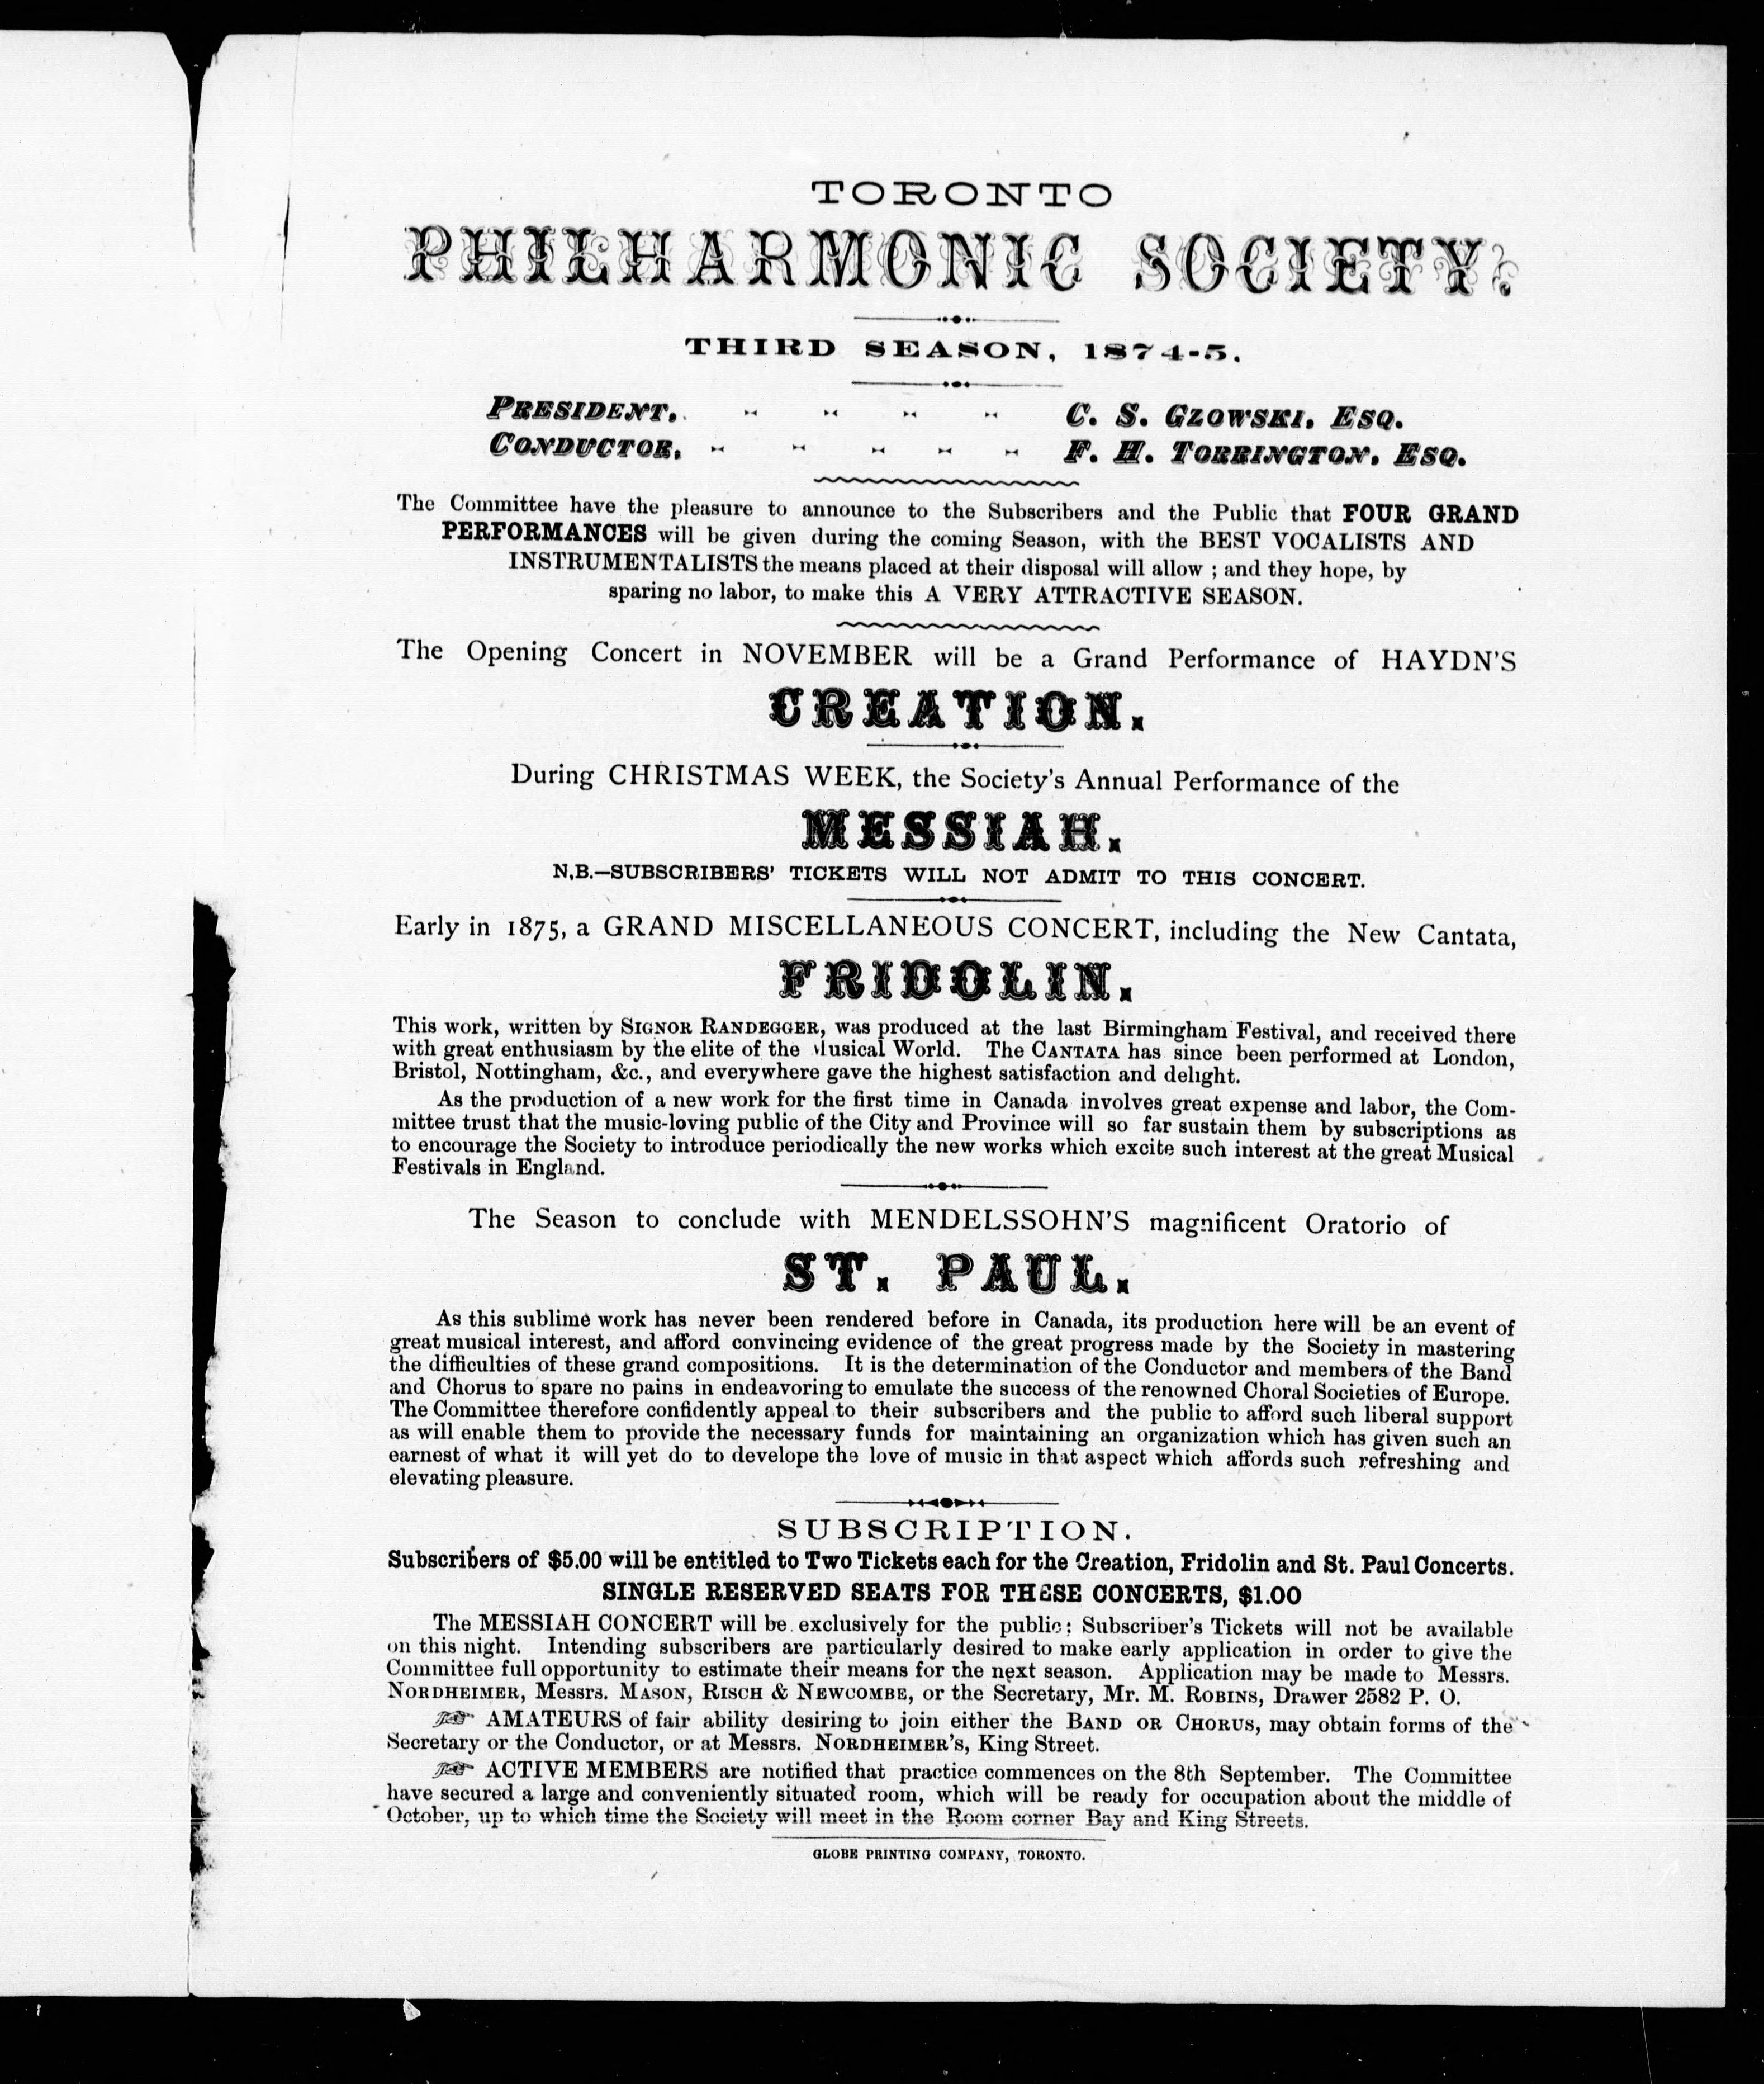 TORONTO
PHILHARMONIC SOCIETY.
THIRD SEASON, 1874-5.
PRESIDENT, C. S. GZOWSKI, ESQ.
CONDUCTOR, F. H. TORRINGTON, ESQ.
The Committee have the pleasure to announce to the Subscribers and the Public that FOUR GRAND
PERFORMANCES will be given during the coming Season, with the BEST VOCALISTS AND
INSTRUMENTALISTS the means placed at their disposal will allow ; and they hope, by
sparing no labor, to make this A VERY ATTRACTIVE SEASON.
The Opening Concert in NOVEMBER will be a Grand Performance of HAYDN'S
CREATION.
During CHRISTMAS WEEK, the Society's Annual Performance of the
MESSIAH.
N.B.—SUBSCRIBERS' TICKETS WILL NOT ADMIT TO THIS CONCERT.
Early in 1875, a GRAND MISCELLANEOUS CONCERT, including the New Cantata,
FRIDOLIN.
This work, written by SIGNOR RANDEGGER, was produced at the last Birmingham Festival, and received there
with great enthusiasm by the elite of the Musical World. The CANTATA has since been performed at London,
Bristol, Nottingham, &c., and everywhere gave the highest satisfaction and delight.
As the production of a new work for the first time in Canada involves great expense and labor, the Com-
mittee trust that the music-loving public of the City and Province will so far sustain them by subscriptions as
to encourage the Society to introduce periodically the new works which excite such interest at the great Musical
Festivals in England.
The Season to conclude with MENDELSSOHN'S magnificent Oratorio of
ST. PAUL.
As this sublime work has never been rendered before in Canada, its production here will be an event of
great musical interest, and afford convincing evidence of the great progress made by the Society in mastering
the difficulties of these grand compositions. It is the determination of the Conductor and members of the Band
and Chorus to spare no pains in endeavoring to emulate the success of the renowned Choral Societies of Europe.
The Committee therefore confidently appeal to their subscribers and the public to afford such liberal support
as will enable them to provide the necessary funds for maintaining an organization which has given such an
earnest of what it will yet do to develope the love of music in that aspect which affords such refreshing and
elevating pleasure.
SUBSCRIPTION.
Subscribers of $5.00 will be entitled to Two Tickets each for the Creation, Fridolin and St. Paul Concerts.
SINGLE RESERVED SEATS FOR THESE CONCERTS, $1.00
The MESSIAH CONCERT will be exclusively for the public; Subscriber's Tickets will not be available
on this night. Intending subscribers are particularly desired to make early application in order to give the
Committee full opportunity to estimate their means for the next season. Application may be made to Messrs.
NORDHEIMER, Messrs. MASON, RISCH & NEWCOMBE, or the Secretary, Mr. M. ROBINS, Drawer 2582 P. O.
☞ AMATEURS of fair ability desiring to join either the BAND OR CHORUS, may obtain forms of the
Secretary or the Conductor, or at Messrs. NORDHEIMER'S, King Street.
☞ ACTIVE MEMBERS are notified that practice commences on the 8th September. The Committee
have secured a large and conveniently situated room, which will be ready for occupation about the middle of
October, up to which time the Society will meet in the Room corner Bay and King Streets.
GLOBE PRINTING COMPANY, TORONTO.